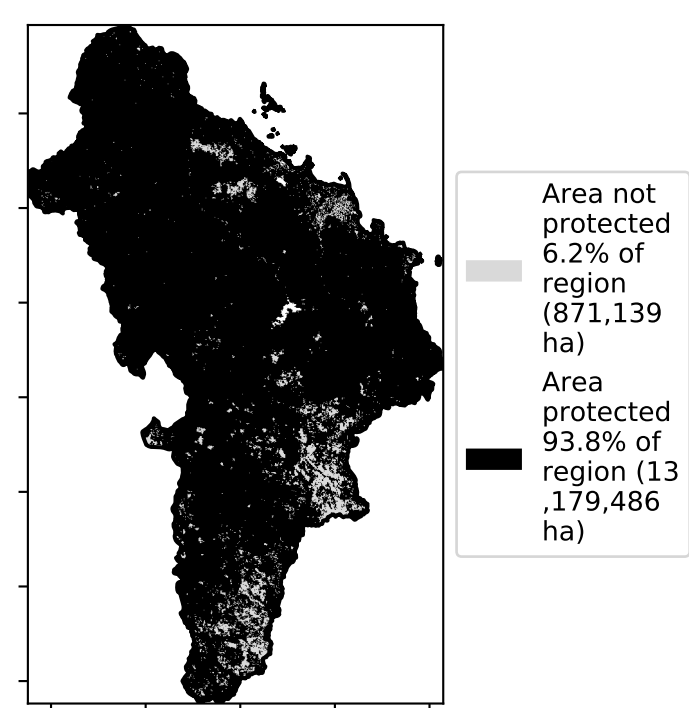 Area not
protected
6.2% of
region
(871,139
ha)
Area
protected
93.8% of
region (13
,179,486
ha)